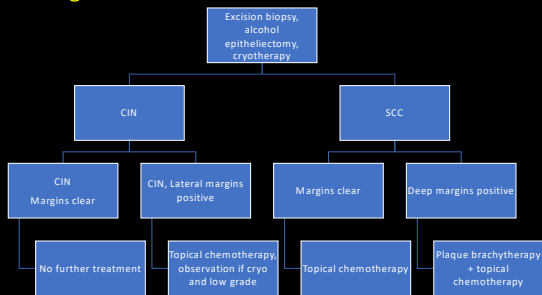 Excision biopsy,
alcohol
epitheliectomy,
cryotherapy
CIN
SCC
CIN
Margins clear
CIN, Lateral margins
positive
Margins clear
Deep margins positive
No further treatment
Topical chemotherapy,
observation if cryo
and low grade
Topical chemotherapy
Plaque brachytherapy
+ topical
chemotherapy